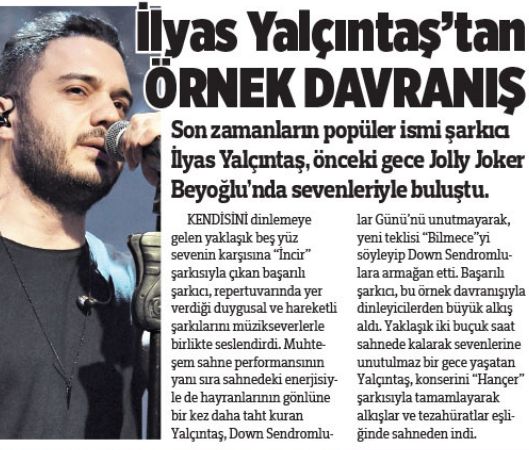 İlyas Yalçıntaş'tan
ÖRNEK DAVRANIŞ
Son zamanların popüler ismi şarkıcı
İlyas Yalçıntaş, önceki gece Jolly Joker
Beyoğlu'nda sevenleriyle buluştu.
KENDİSİNİ dinlemeye
gelen yaklaşık beş yüz
sevenin karşısına "İncir"
şarkısıyla çıkan başarılı
şarkıcı, repertuvarında yer
verdiği duygusal ve hareketli
şarkılarını müzikseverlerle
birlikte seslendirdi. Muhte-
şem sahne performansının
yanı sıra sahnedeki enerjisiy-
le de hayranlarının gönlüne
bir kez daha taht kuran
Yalçıntaş, Down Sendromlu-
lar Günü'nü unutmayarak,
yeni teklisi "Bilmece"yi
söyleyip Down Sendromlu-
lara armağan etti. Başarılı
şarkıcı, bu örnek davranışıyla
dinleyicilerden büyük alkış
aldı. Yaklaşık iki buçuk saat
sahnede kalarak sevenlerine
unutulmaz bir gece yaşatan
Yalçıntaş, konserini "Hançer"
şarkısıyla tamamlayarak
alkışlar ve tezahüratlar eşli-
ğinde sahneden indi.